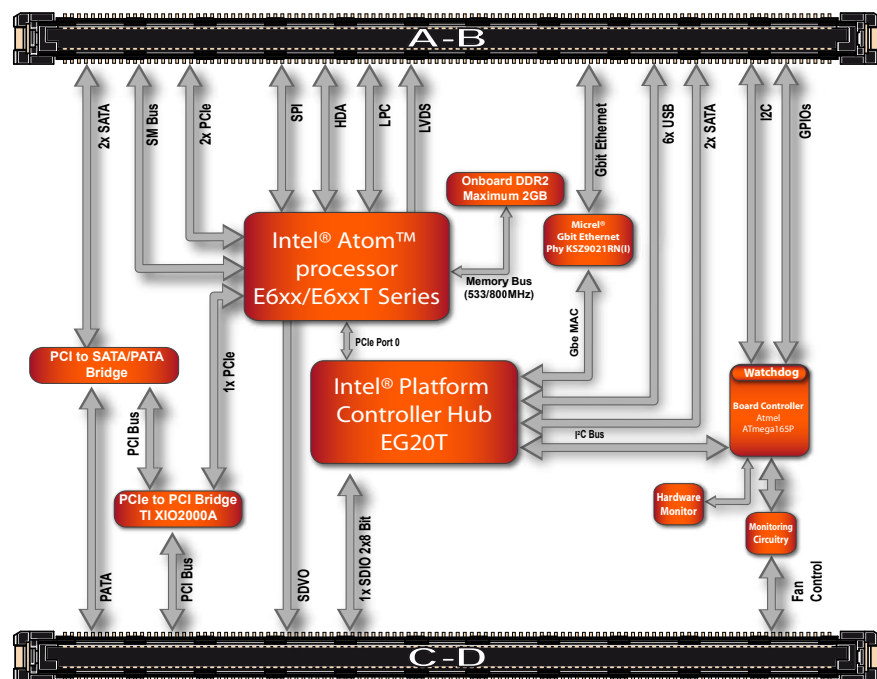 A-B
2x SATA
SM Bus
2x PCIe
SPI
HDA
LPC
LVDS
Gbit Ethernet
6x USB
2x SATA
I2C
GPIOs
Onboard DDR2
Maximum 2GB
Intel® Atom™
processor
E6xx/E6xxT Series
Micrel®
Gbit Ethernet
Phy KSZ9021RN(I)
Memory Bus
(533/800MHz)
PCIe Port 0
Gbe MAC
PCI to SATA/PATA
Bridge
1x PCIe
Intel® Platform
Controller Hub
EG20T
Watchdog
Board Controller
Atmel
ATmega165P
PCI Bus
I²C Bus
PCIe to PCI Bridge
TI XIO2000A
Hardware
Monitor
Monitoring
Circuitry
PATA
PCI Bus
SDVO
1x SDIO 2x8 Bit
Fan
Control
C-D